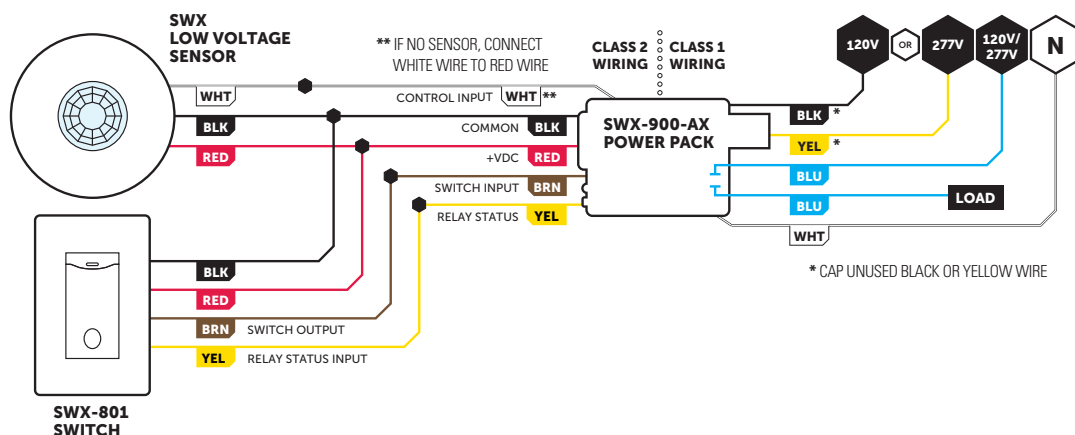 SWX
LOW VOLTAGE
SENSOR
** IF NO SENSOR, CONNECT
WHITE WIRE TO RED WIRE
CLASS 2
WIRING
CLASS 1
WIRING
120V
OR
277V
120V/
277V
N
WHT
CONTROL INPUT
WHT
**
BLK
COMMON
BLK
RED
+VDC
RED
SWITCH INPUT
BRN
RELAY STATUS
YEL
SWX-900-AX
POWER PACK
BLK
*
YEL
*
BLU
BLU
LOAD
WHT
* CAP UNUSED BLACK OR YELLOW WIRE
BLK
RED
BRN
SWITCH OUTPUT
YEL
RELAY STATUS INPUT
SWX-801
SWITCH